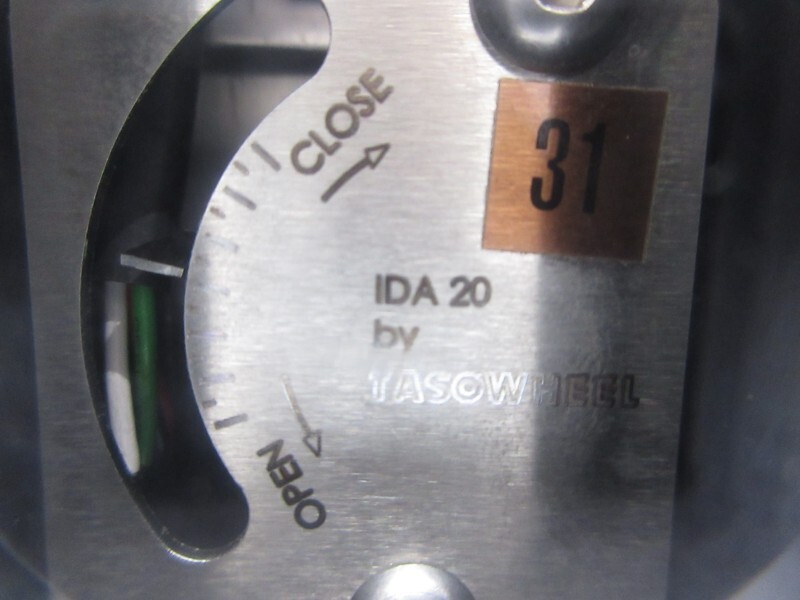 CLOSE
31
IDA 20
by
TASOWHEEL
OPEN